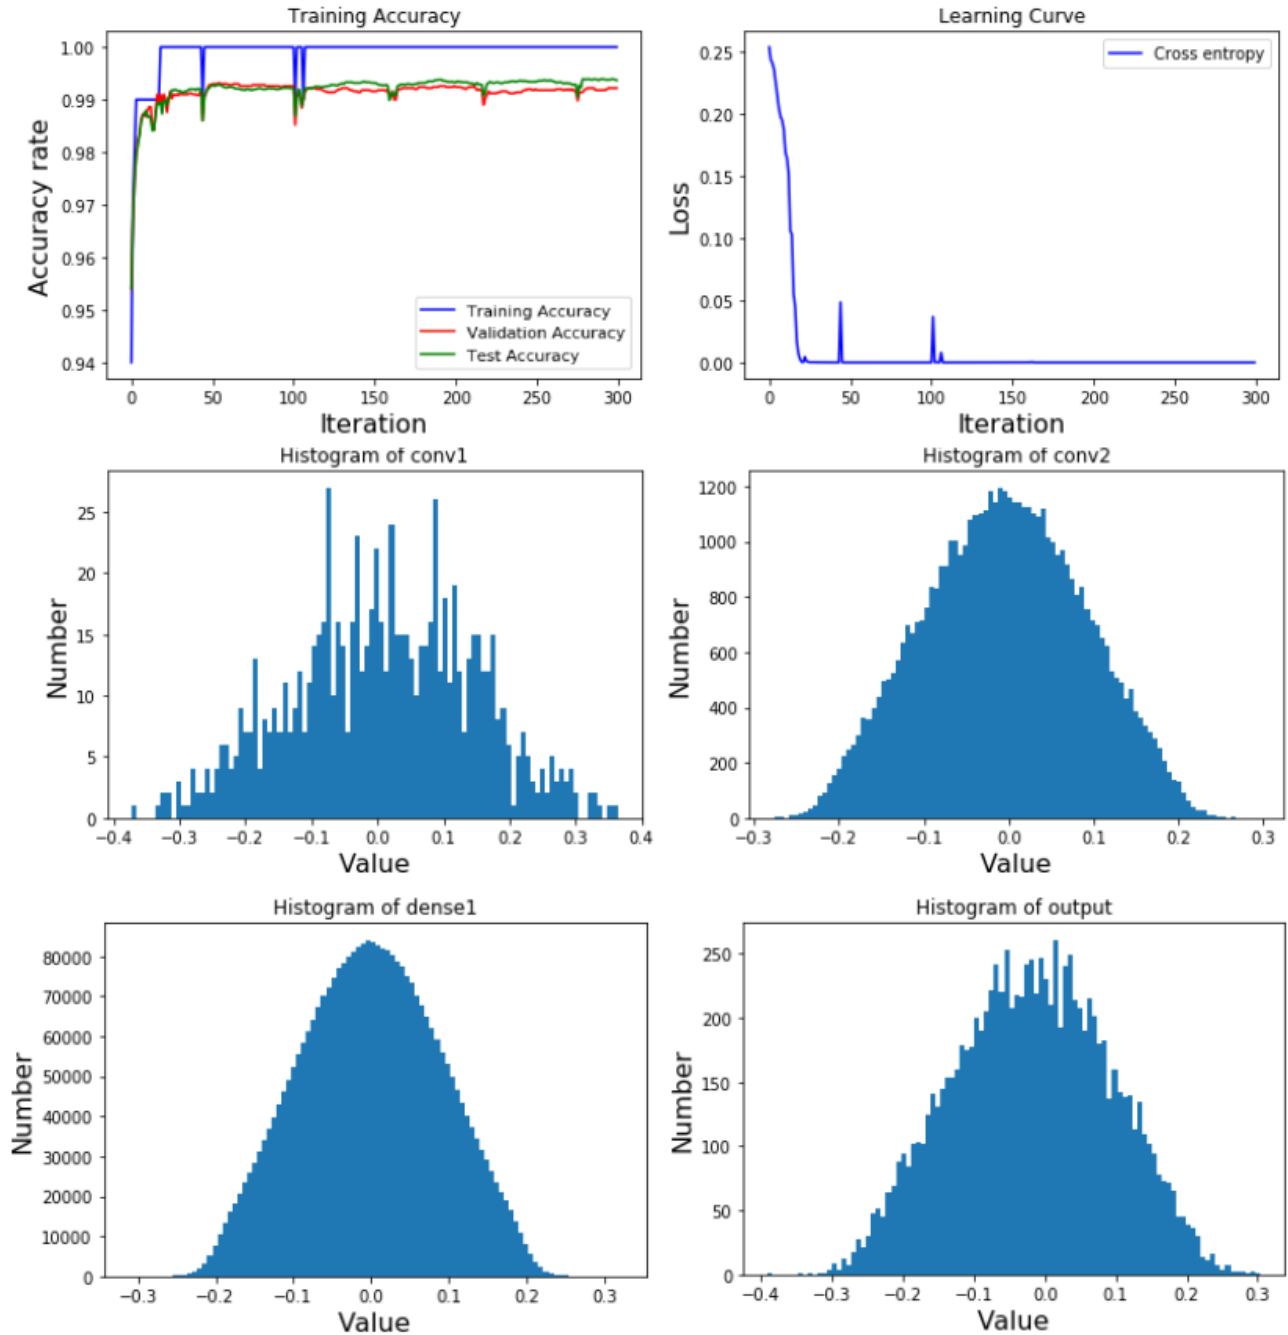 Training Accuracy
1.00
0.99
0.98
0.97
0.96
0.95
0.94
Accuracy rate
Training Accuracy
Validation Accuracy
Test Accuracy
0 50 100 150 200 250 300
Iteration
Learning Curve
0.25
0.20
0.15
0.10
0.05
0.00
Loss
Cross entropy
0 50 100 150 200 250 300
Iteration
Histogram of conv1
25
20
15
10
5
0
Number
−0.4 −0.3 −0.2 −0.1 0.0 0.1 0.2 0.3 0.4
Value
Histogram of conv2
1200
1000
800
600
400
200
0
Number
−0.3 −0.2 −0.1 0.0 0.1 0.2 0.3
Value
Histogram of dense1
80000
70000
60000
50000
40000
30000
20000
10000
0
Number
−0.3 −0.2 −0.1 0.0 0.1 0.2 0.3
Value
Histogram of output
250
200
150
100
50
0
Number
−0.4 −0.3 −0.2 −0.1 0.0 0.1 0.2 0.3
Value